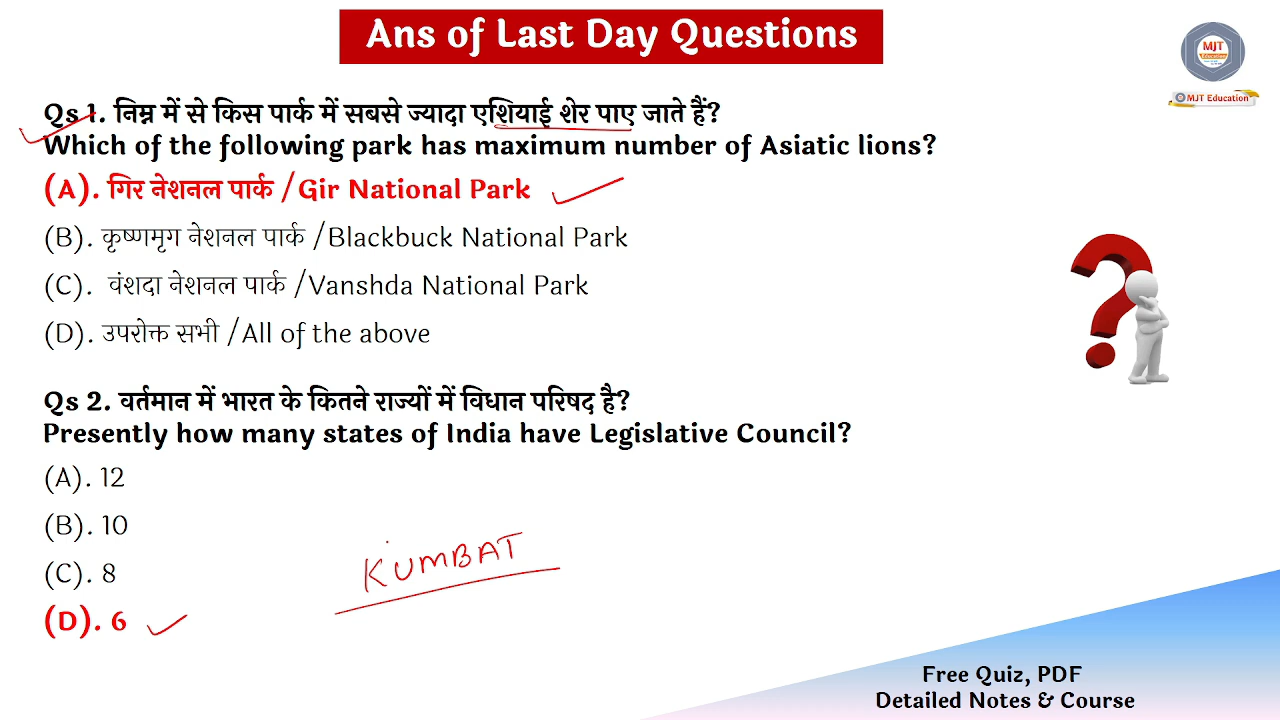 Ans of Last Day Questions
MJT
Education
MJT Education
Qs 1. निम्न में से किस पार्क में सबसे ज्यादा एशियाई शेर पाए जाते हैं?
Which of the following park has maximum number of Asiatic lions?
(A). गिर नेशनल पार्क /Gir National Park
(B). कृष्णमृग नेशनल पार्क /Blackbuck National Park
(C). वंशदा नेशनल पार्क /Vanshda National Park
(D). उपरोक्त सभी /All of the above
Qs 2. वर्तमान में भारत के कितने राज्यों में विधान परिषद है?
Presently how many states of India have Legislative Council?
(A). 12
(B). 10
(C). 8
(D). 6
KUMBAT
Free Quiz, PDF
Detailed Notes & Course